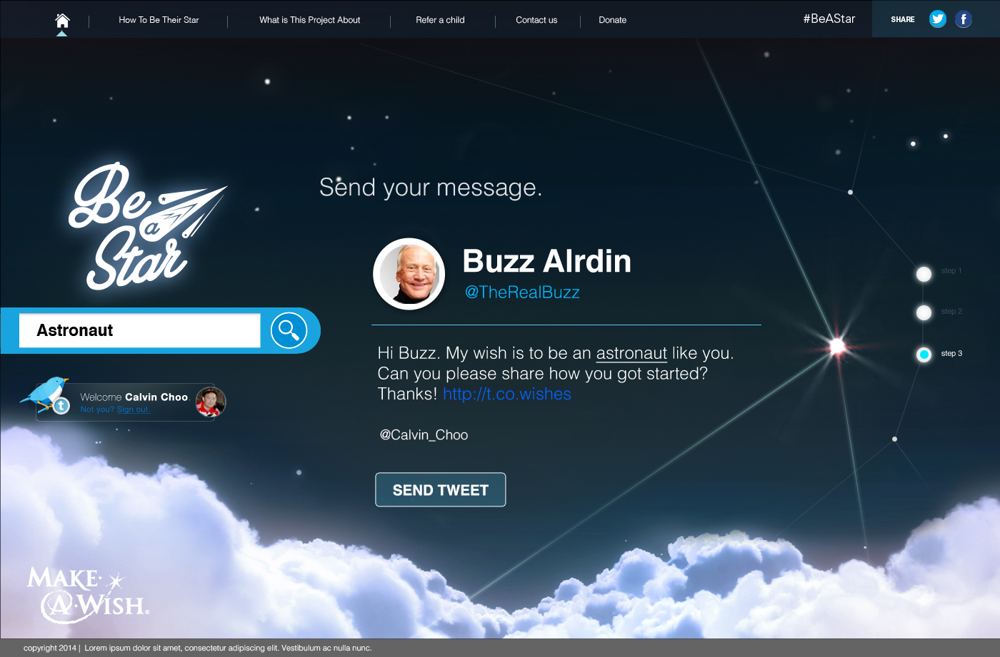 How To Be Their Star
What is This Project About
Refer a child
Contact us
Donate
#BeAStar
SHARE
Be
a
Star
Send your message.
Buzz Alrdin
@TheRealBuzz
step 1
step 2
step 3
Astronaut
Hi Buzz. My wish is to be an astronaut like you.
Can you please share how you got started?
Thanks! http://t.co.wishes
@Calvin_Choo
SEND TWEET
t
Welcome Calvin Choo.
Not you? Sign out.
MAKE·
A·WISH®
copyright 2014 | Lorem ipsum dolor sit amet, consectetur adipiscing elit. Vestibulum ac nulla nunc.